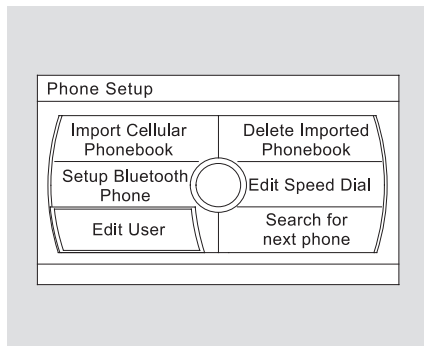 Phone Setup
Import Cellular
Phonebook
Delete Imported
Phonebook
Setup Bluetooth
Phone
Edit Speed Dial
Edit User
Search for
next phone